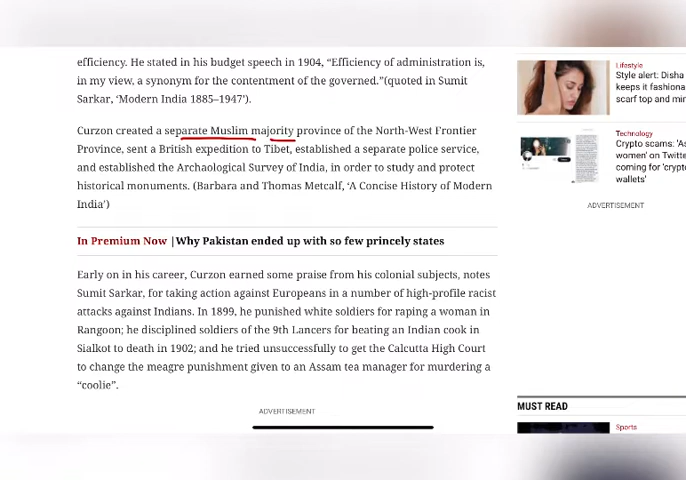 efficiency. He stated in his budget speech in 1904, “Efficiency of administration is,
in my view, a synonym for the contentment of the governed.”(quoted in Sumit
Sarkar, ‘Modern India 1885–1947’).
Curzon created a separate Muslim majority province of the North-West Frontier
Province, sent a British expedition to Tibet, established a separate police service,
and established the Archaological Survey of India, in order to study and protect
historical monuments. (Barbara and Thomas Metcalf, ‘A Concise History of Modern
India’)
In Premium Now |Why Pakistan ended up with so few princely states
Early on in his career, Curzon earned some praise from his colonial subjects, notes
Sumit Sarkar, for taking action against Europeans in a number of high-profile racist
attacks against Indians. In 1899, he punished white soldiers for raping a woman in
Rangoon; he disciplined soldiers of the 9th Lancers for beating an Indian cook in
Sialkot to death in 1902; and he tried unsuccessfully to get the Calcutta High Court
to change the meagre punishment given to an Assam tea manager for murdering a
“coolie”.
ADVERTISEMENT
Lifestyle
Style alert: Disha
keeps it fashiona
scarf top and mi
Technology
Crypto scams: 'As
women' on Twitte
coming for 'crypt
wallets'
ADVERTISEMENT
MUST READ
Sports